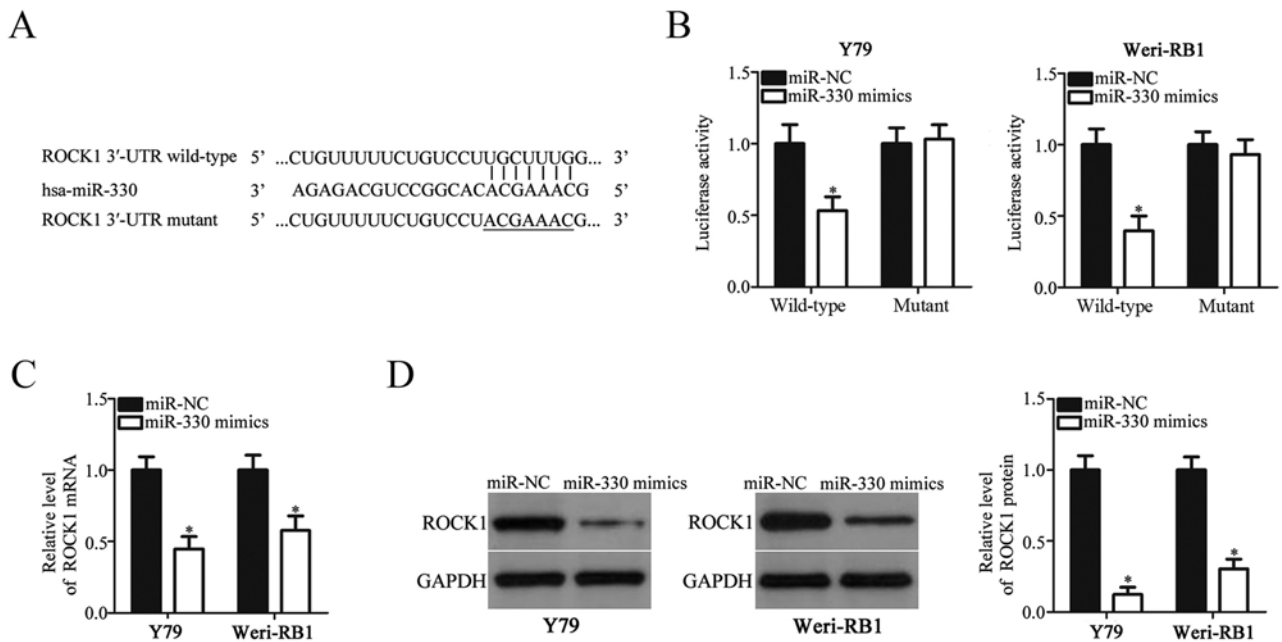 A
ROCK1 3'-UTR wild-type 5' ...CUGUUUUUCUGUCCUUGCUUUGG... 3'
hsa-miR-330 3' AGAGACGUCCGGCACACGAAACG 5'
ROCK1 3'-UTR mutant 5' ...CUGUUUUUCUGUCCUACGAAACG... 3'
B
Y79
Luciferase activity
1.5
1.0
0.5
0.0
miR-NC
miR-330 mimics
*
Wild-type Mutant
Weri-RB1
Luciferase activity
1.5
1.0
0.5
0.0
miR-NC
miR-330 mimics
*
Wild-type Mutant
C
Relative level
of ROCK1 mRNA
1.5
1.0
0.5
0.0
miR-NC
miR-330 mimics
* *
Y79 Weri-RB1
D
miR-NC miR-330 mimics
ROCK1
GAPDH
Y79
miR-NC miR-330 mimics
ROCK1
GAPDH
Weri-RB1
Relative level
of ROCK1 protein
1.5
1.0
0.5
0.0
miR-NC
miR-330 mimics
* *
Y79 Weri-RB1